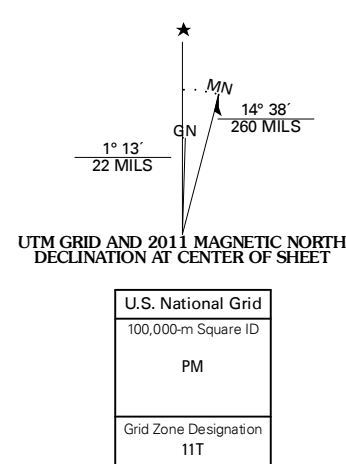 ★
MN
14° 38´
GN
260 MILS
1° 13´
22 MILS
UTM GRID AND 2011 MAGNETIC NORTH
DECLINATION AT CENTER OF SHEET
U.S. National Grid
100,000-m Square ID
PM
Grid Zone Designation
11T